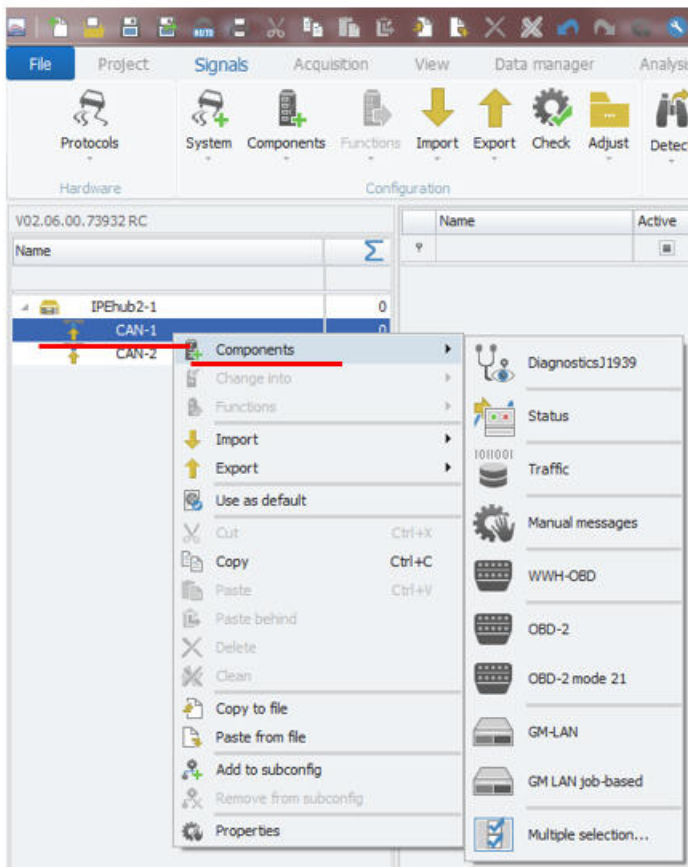 AUTO
File Project Signals Acquisition View Data manager Analysis
Protocols System Components Functions Import Export Check Adjust Detec
Hardware Configuration
V02.06.00.73932 RC
Name Σ
Name Active
IPEhub2-1 0
CAN-1 0
CAN-2
Components
Change into
Functions
Import
Export
Use as default
Cut Ctrl+X
Copy Ctrl+C
Paste Ctrl+V
Paste behind
Delete
Clean
Copy to file
Paste from file
Add to subconfig
Remove from subconfig
Properties
DiagnosticsJ1939
Status
1011001
Traffic
Manual messages
WWH-OBD
OBD-2
OBD-2 mode 21
GM-LAN
GM LAN job-based
Multiple selection...